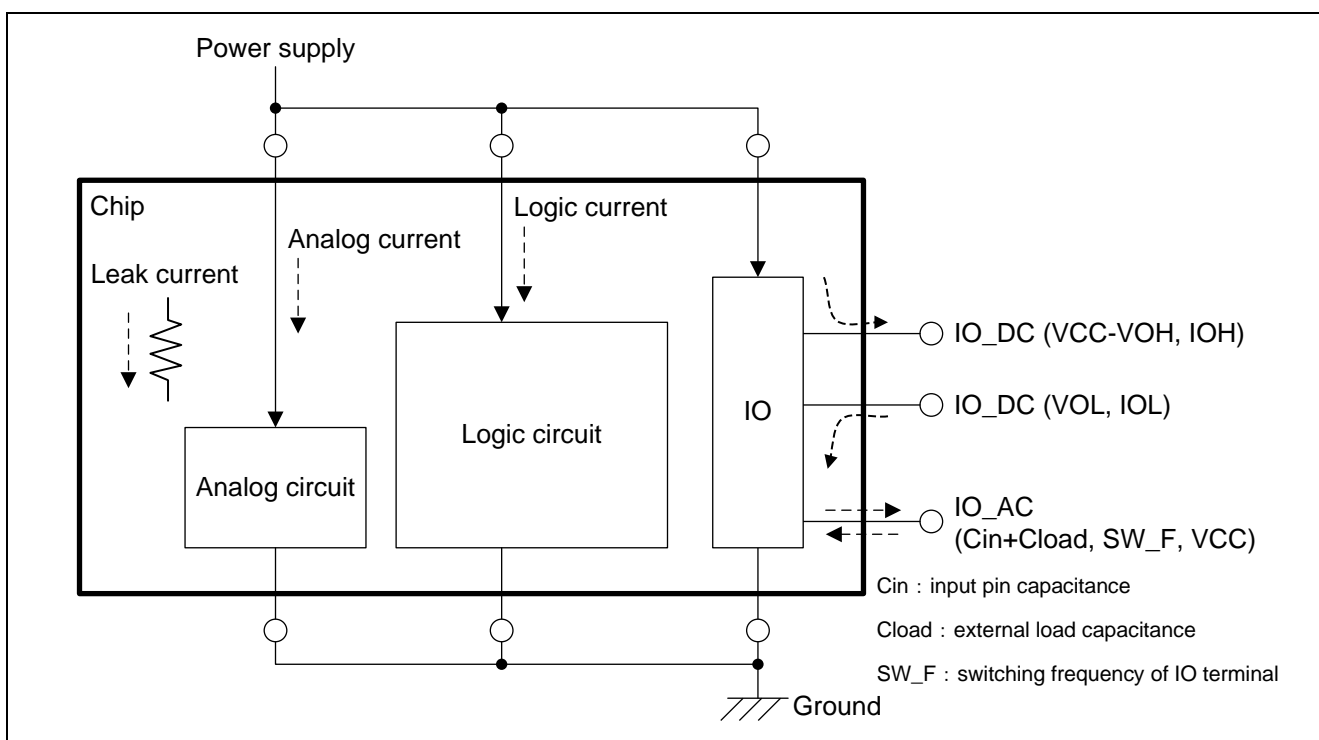 Power supply
Chip
Logic current
Analog current
Leak current
IO_DC (VCC-VOH, IOH)
IO
IO_DC (VOL, IOL)
Logic circuit
Analog circuit
IO_AC
(Cin+Cload, SW_F, VCC)
Cin : input pin capacitance
Cload : external load capacitance
SW_F : switching frequency of IO terminal
Ground